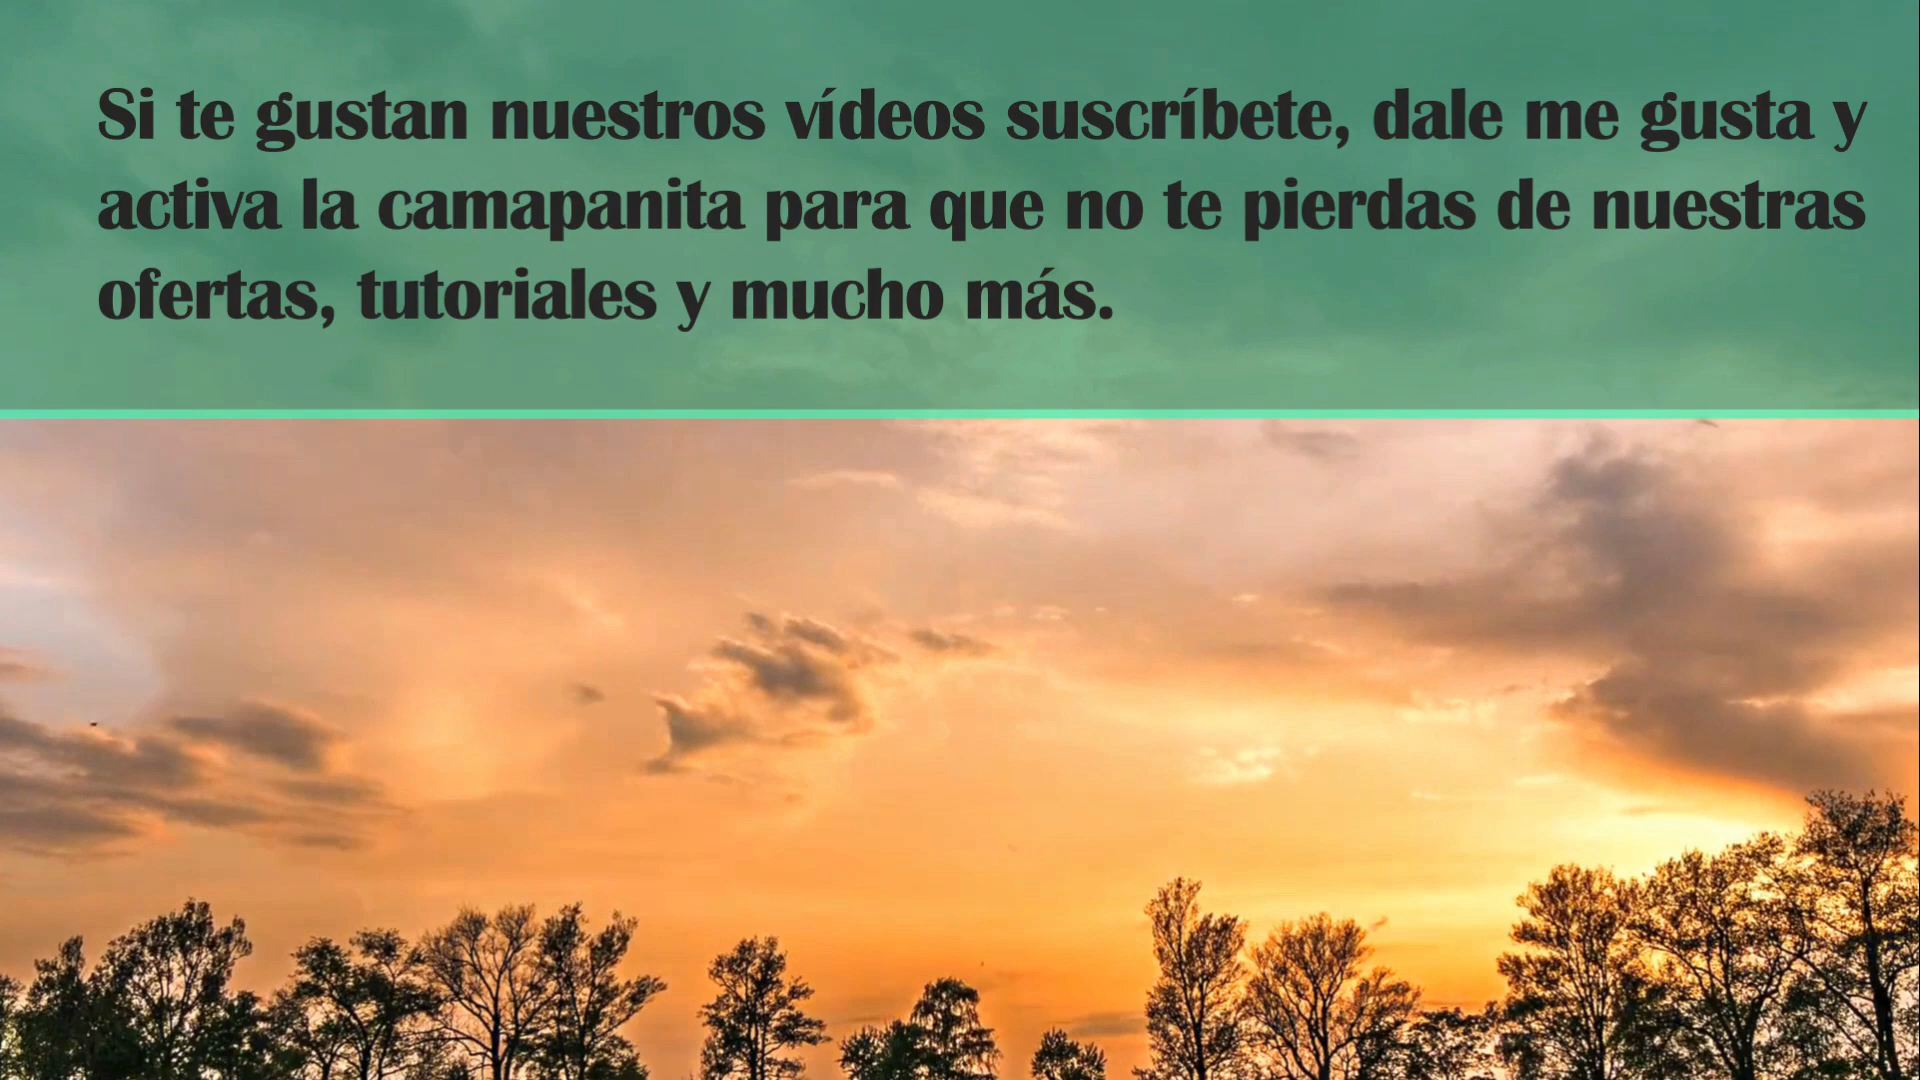 Si te gustan nuestros vídeos suscríbete, dale me gusta y
activa la camapanita para que no te pierdas de nuestras
ofertas, tutoriales y mucho más.